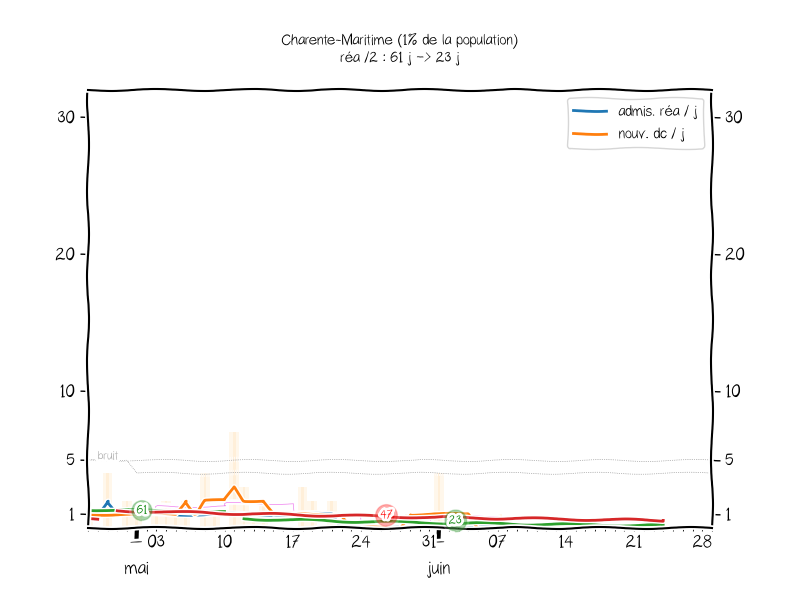 Charente-Maritime (1% de la population)
réa /2 : 61 j -> 23 j
admis. réa / j
nouv. dc / j
30 30
20 20
10 10
5 bruit 5
1 61 47 23 1
03 10 17 24 31 07 14 21 28
mai juin